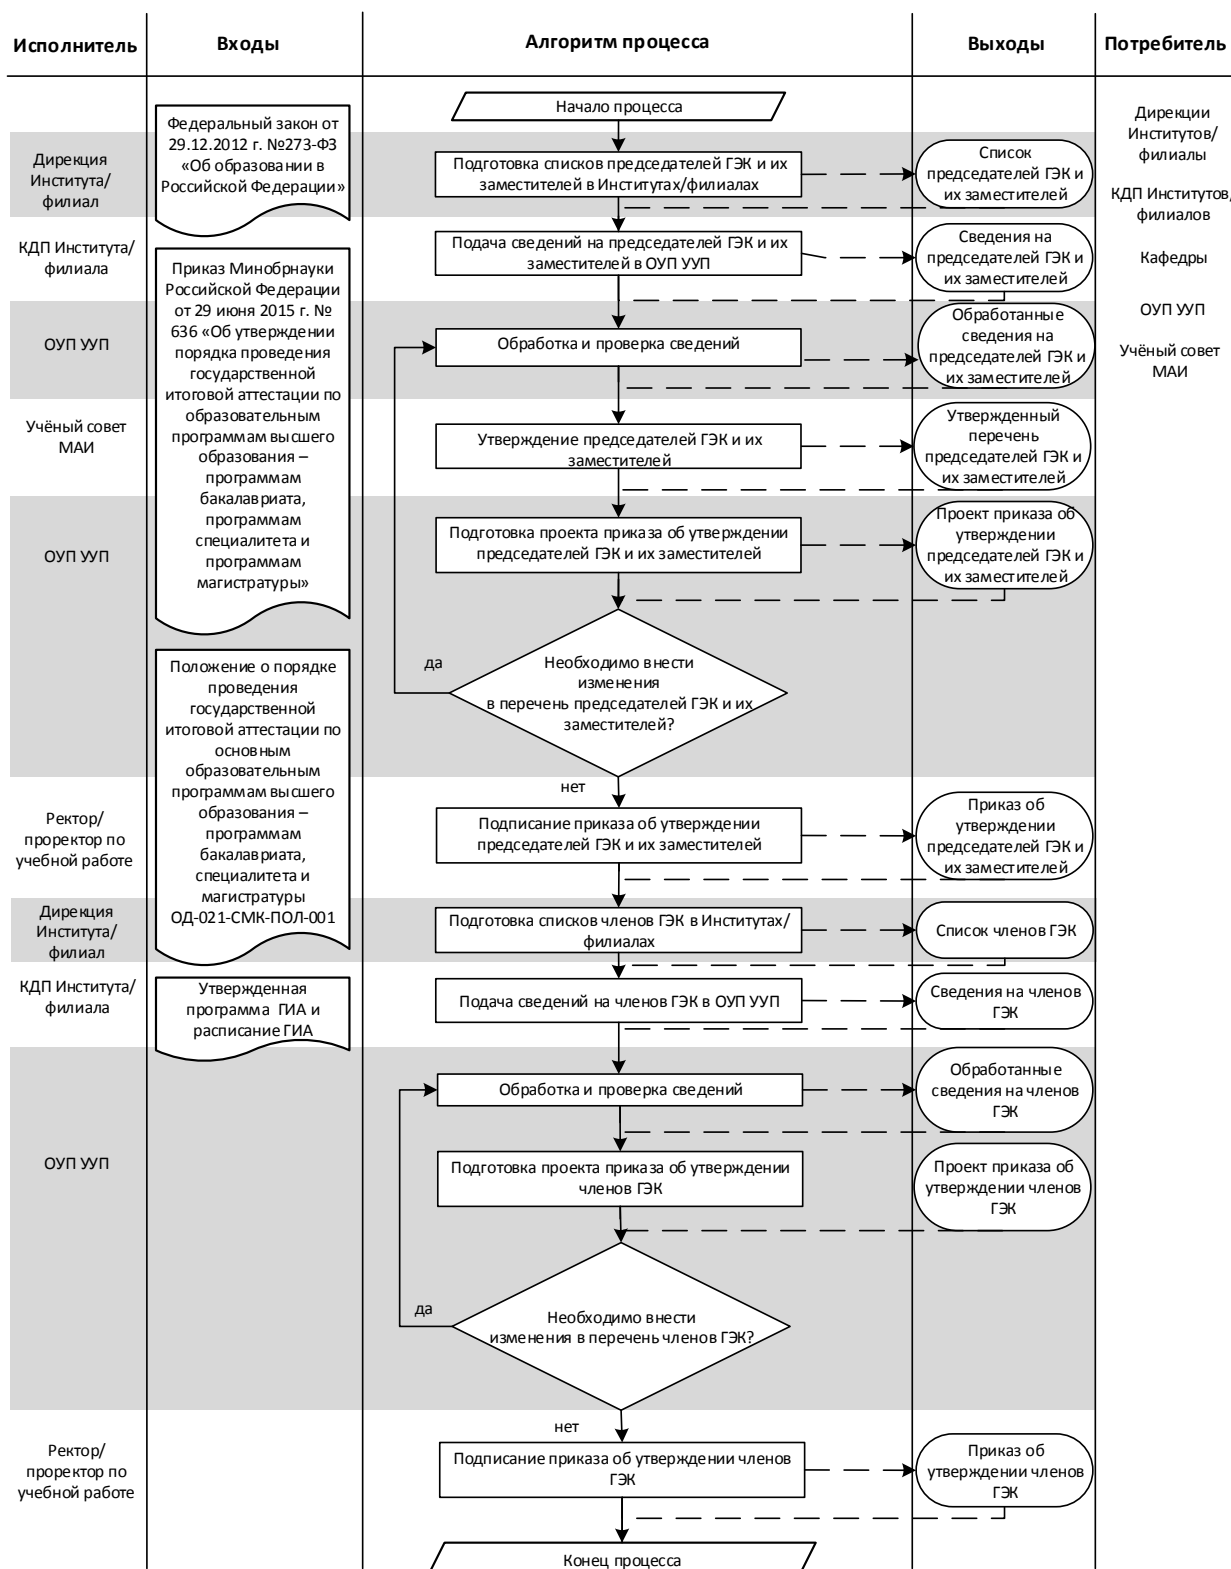 Исполнитель
Входы
Алгоритм процесса
Выходы
Потребитель
Начало процесса
Федеральный закон от
29.12.2012 г. №273-ФЗ
«Об образовании в
Российской Федерации»
Дирекция
Института/
филиал
Подготовка списков председателей ГЭК и их
заместителей в Институтах/филиалах
Список
председателей ГЭК и
их заместителей
Дирекции
Институтов/
филиалы
КДП Институтов/
филиалов
Кафедры
ОУП УУП
Учёный совет
МАИ
КДП Института/
филиала
Приказ Минобрнауки
Российской Федерации
от 29 июня 2015 г. №
636 «Об утверждении
порядка проведения
государственной
итоговой аттестации по
образовательным
программам высшего
образования –
программам
бакалавриата,
программам
специалитета и
программам
магистратуры»
Подача сведений на председателей ГЭК и их
заместителей в ОУП УУП
Сведения на
председателей ГЭК и
их заместителей
ОУП УУП
Обработка и проверка сведений
Обработанные
сведения на
председателей ГЭК и
их заместителей
Учёный совет
МАИ
Утверждение председателей ГЭК и их
заместителей
Утвержденный
перечень
председателей ГЭК и
их заместителей
ОУП УУП
Подготовка проекта приказа об утверждении
председателей ГЭК и их заместителей
Проект приказа об
утверждении
председателей ГЭК и
их заместителей
да
Необходимо внести
изменения
в перечень председателей ГЭК и их
заместителей?
нет
Положение о порядке
проведения
государственной
итоговой аттестации по
основным
образовательным
программам высшего
образования –
программам
бакалавриата,
специалитета и
магистратуры
ОД-021-СМК-ПОЛ-001
Ректор/
проректор по
учебной работе
Подписание приказа об утверждении
председателей ГЭК и их заместителей
Приказ об
утверждении
председателей ГЭК и
их заместителей
Дирекция
Института/
филиал
Подготовка списков членов ГЭК в Институтах/
филиалах
Список членов ГЭК
КДП Института/
филиала
Утвержденная
программа ГИА и
расписание ГИА
Подача сведений на членов ГЭК в ОУП УУП
Сведения на членов
ГЭК
Обработка и проверка сведений
Обработанные
сведения на членов
ГЭК
ОУП УУП
Подготовка проекта приказа об утверждении
членов ГЭК
Проект приказа об
утверждении членов
ГЭК
да
Необходимо внести
изменения в перечень членов ГЭК?
нет
Ректор/
проректор по
учебной работе
Подписание приказа об утверждении членов
ГЭК
Приказ об
утверждении членов
ГЭК
Конец процесса